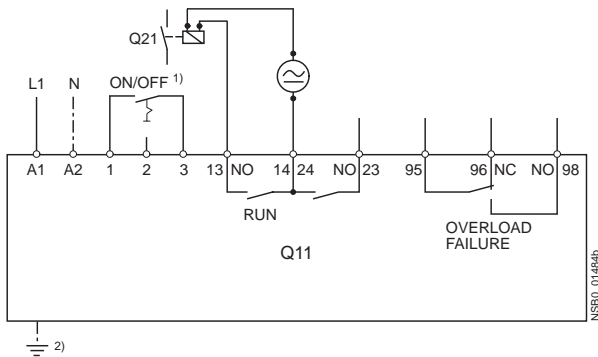 Q21
ON/OFF 1)
L1 N
A1 A2 1 2 3 13 NO 14 24 NO 23 95 96 NC NO 98
RUN
OVERLOAD
FAILURE
Q11
NSB0_01484b
2)